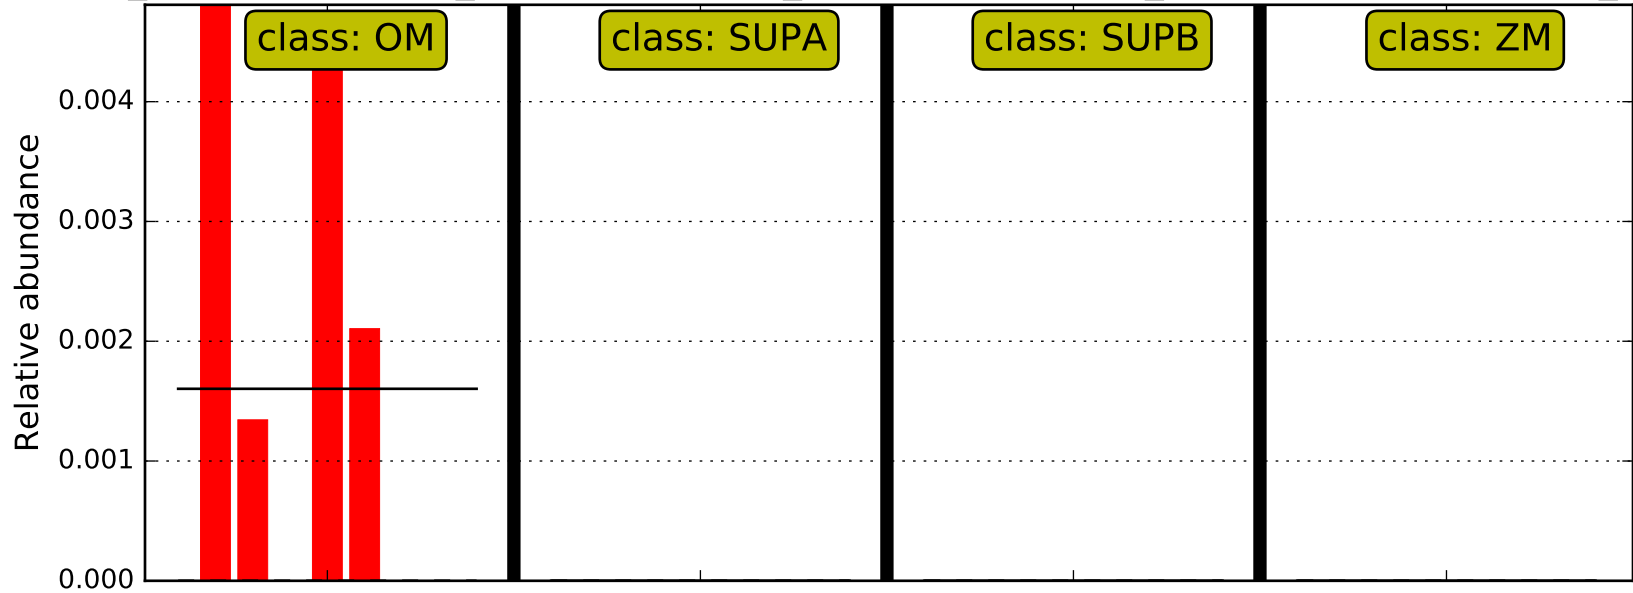 class: OM
class: SUPA
class: SUPB
class: ZM
Relative abundance
0.004
0.003
0.002
0.001
0.000